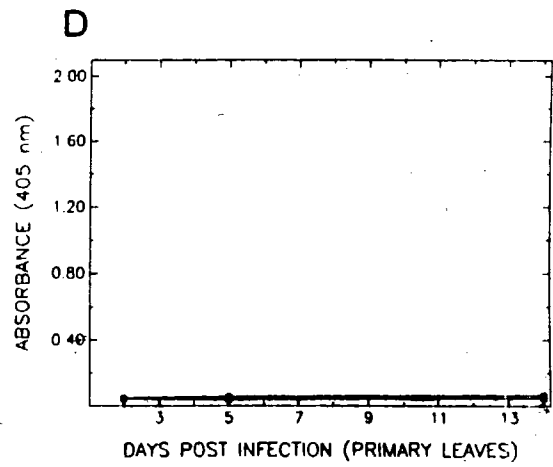 D
ABSORBANCE (405 nm)
2.00
1.60
1.20
0.80
0.40
3 5 7 9 11 13
DAYS POST INFECTION (PRIMARY LEAVES)